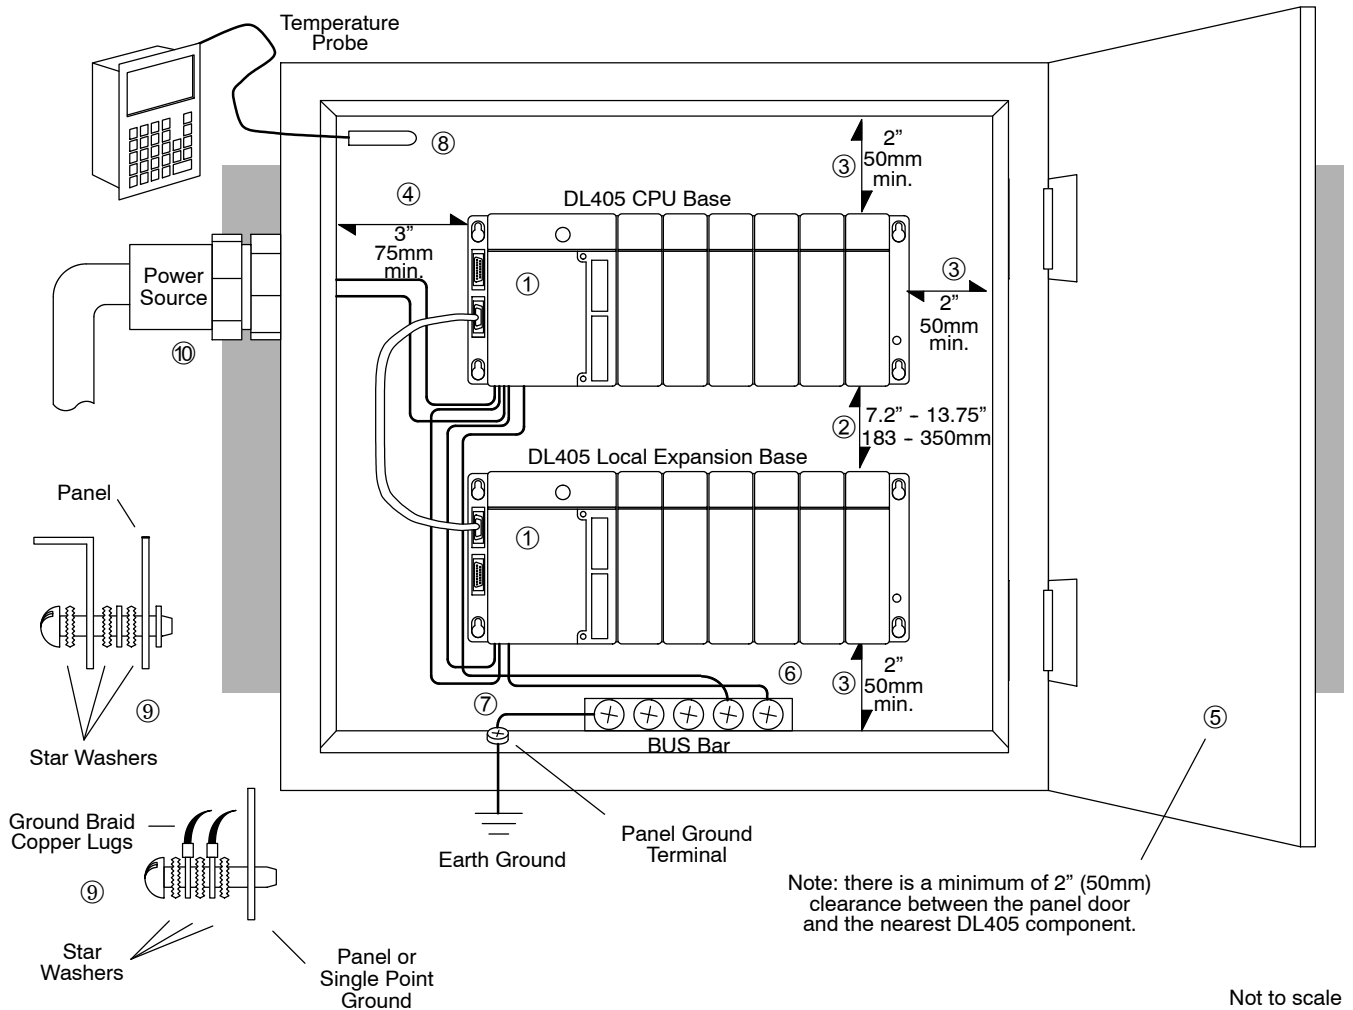 Temperature
Probe
⑧
④
3”
75mm
min.
③
2”
50mm
min.
DL405 CPU Base
Power
Source
⑩
①
③
2”
50mm
min.
②
7.2” - 13.75”
183 - 350mm
DL405 Local Expansion Base
①
Panel
Star Washers
⑨
⑥
③
2”
50mm
min.
⑦
BUS Bar
⑤
Ground Braid
Copper Lugs
⑨
Star
Washers
Panel or
Single Point
Ground
Earth Ground
Panel Ground
Terminal
Note: there is a minimum of 2” (50mm)
clearance between the panel door
and the nearest DL405 component.
Not to scale